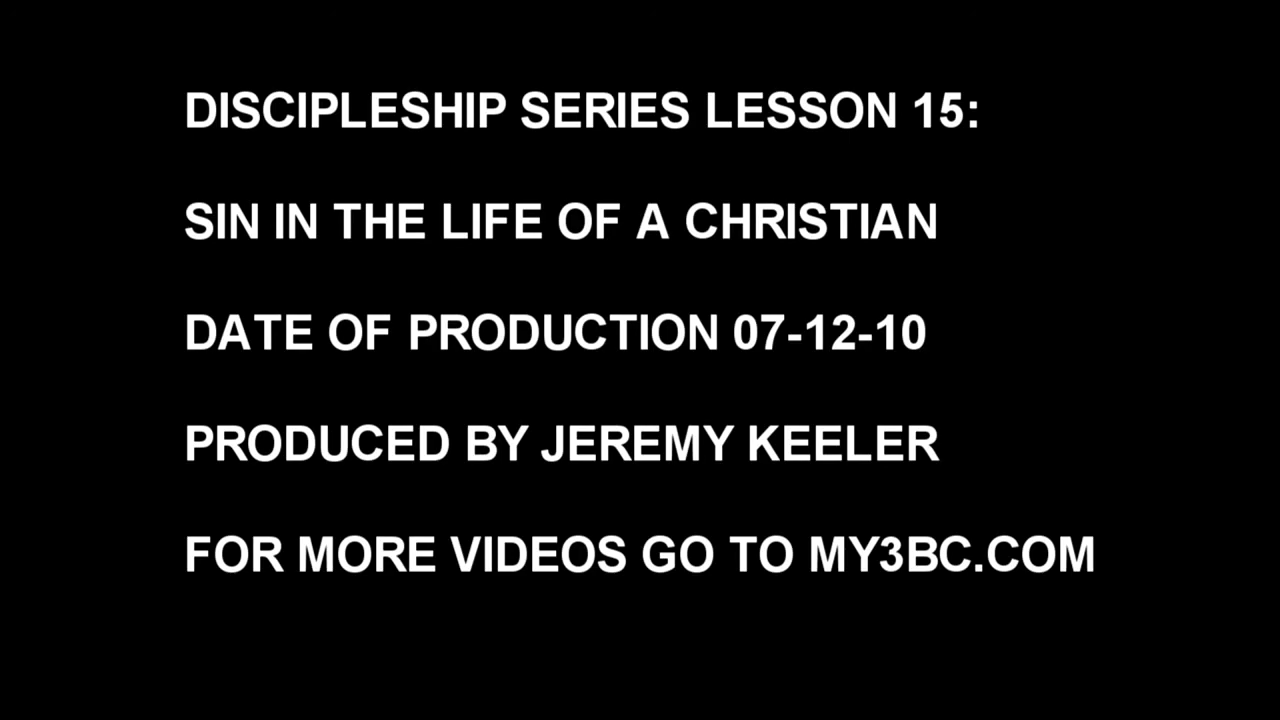 DISCIPLESHIP SERIES LESSON 15:
SIN IN THE LIFE OF A CHRISTIAN
DATE OF PRODUCTION 07-12-10
PRODUCED BY JEREMY KEELER
FOR MORE VIDEOS GO TO MY3BC.COM